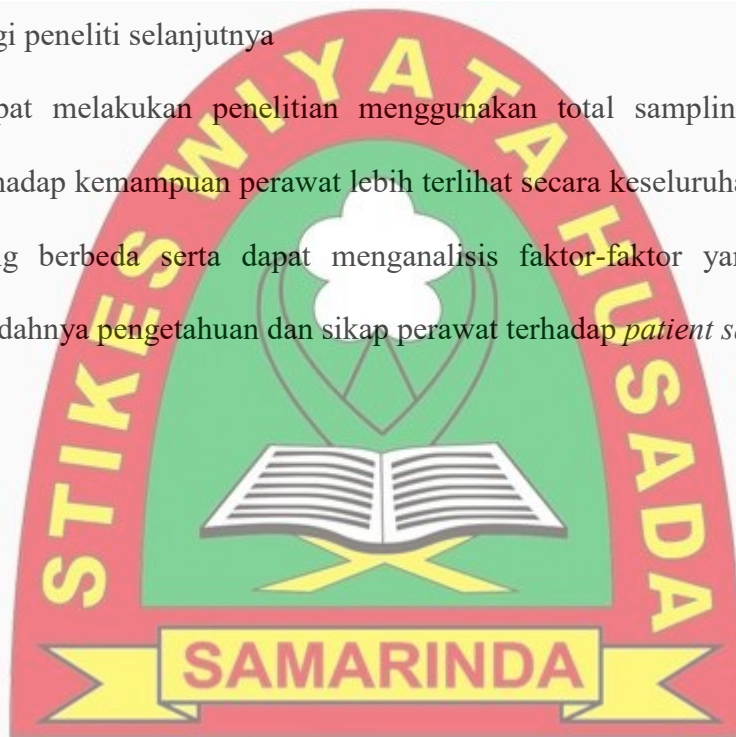 gi peneliti selanjutnya
pat melakukan penelitian menggunakan total samplin
hadap kemampuan perawat lebih terlihat secara keseluruha
g berbeda serta dapat menganalisis faktor-faktor yan
dahnya pengetahuan dan sikap perawat terhadap patient sa
STIKES WIYATA HUSADA
SAMARINDA